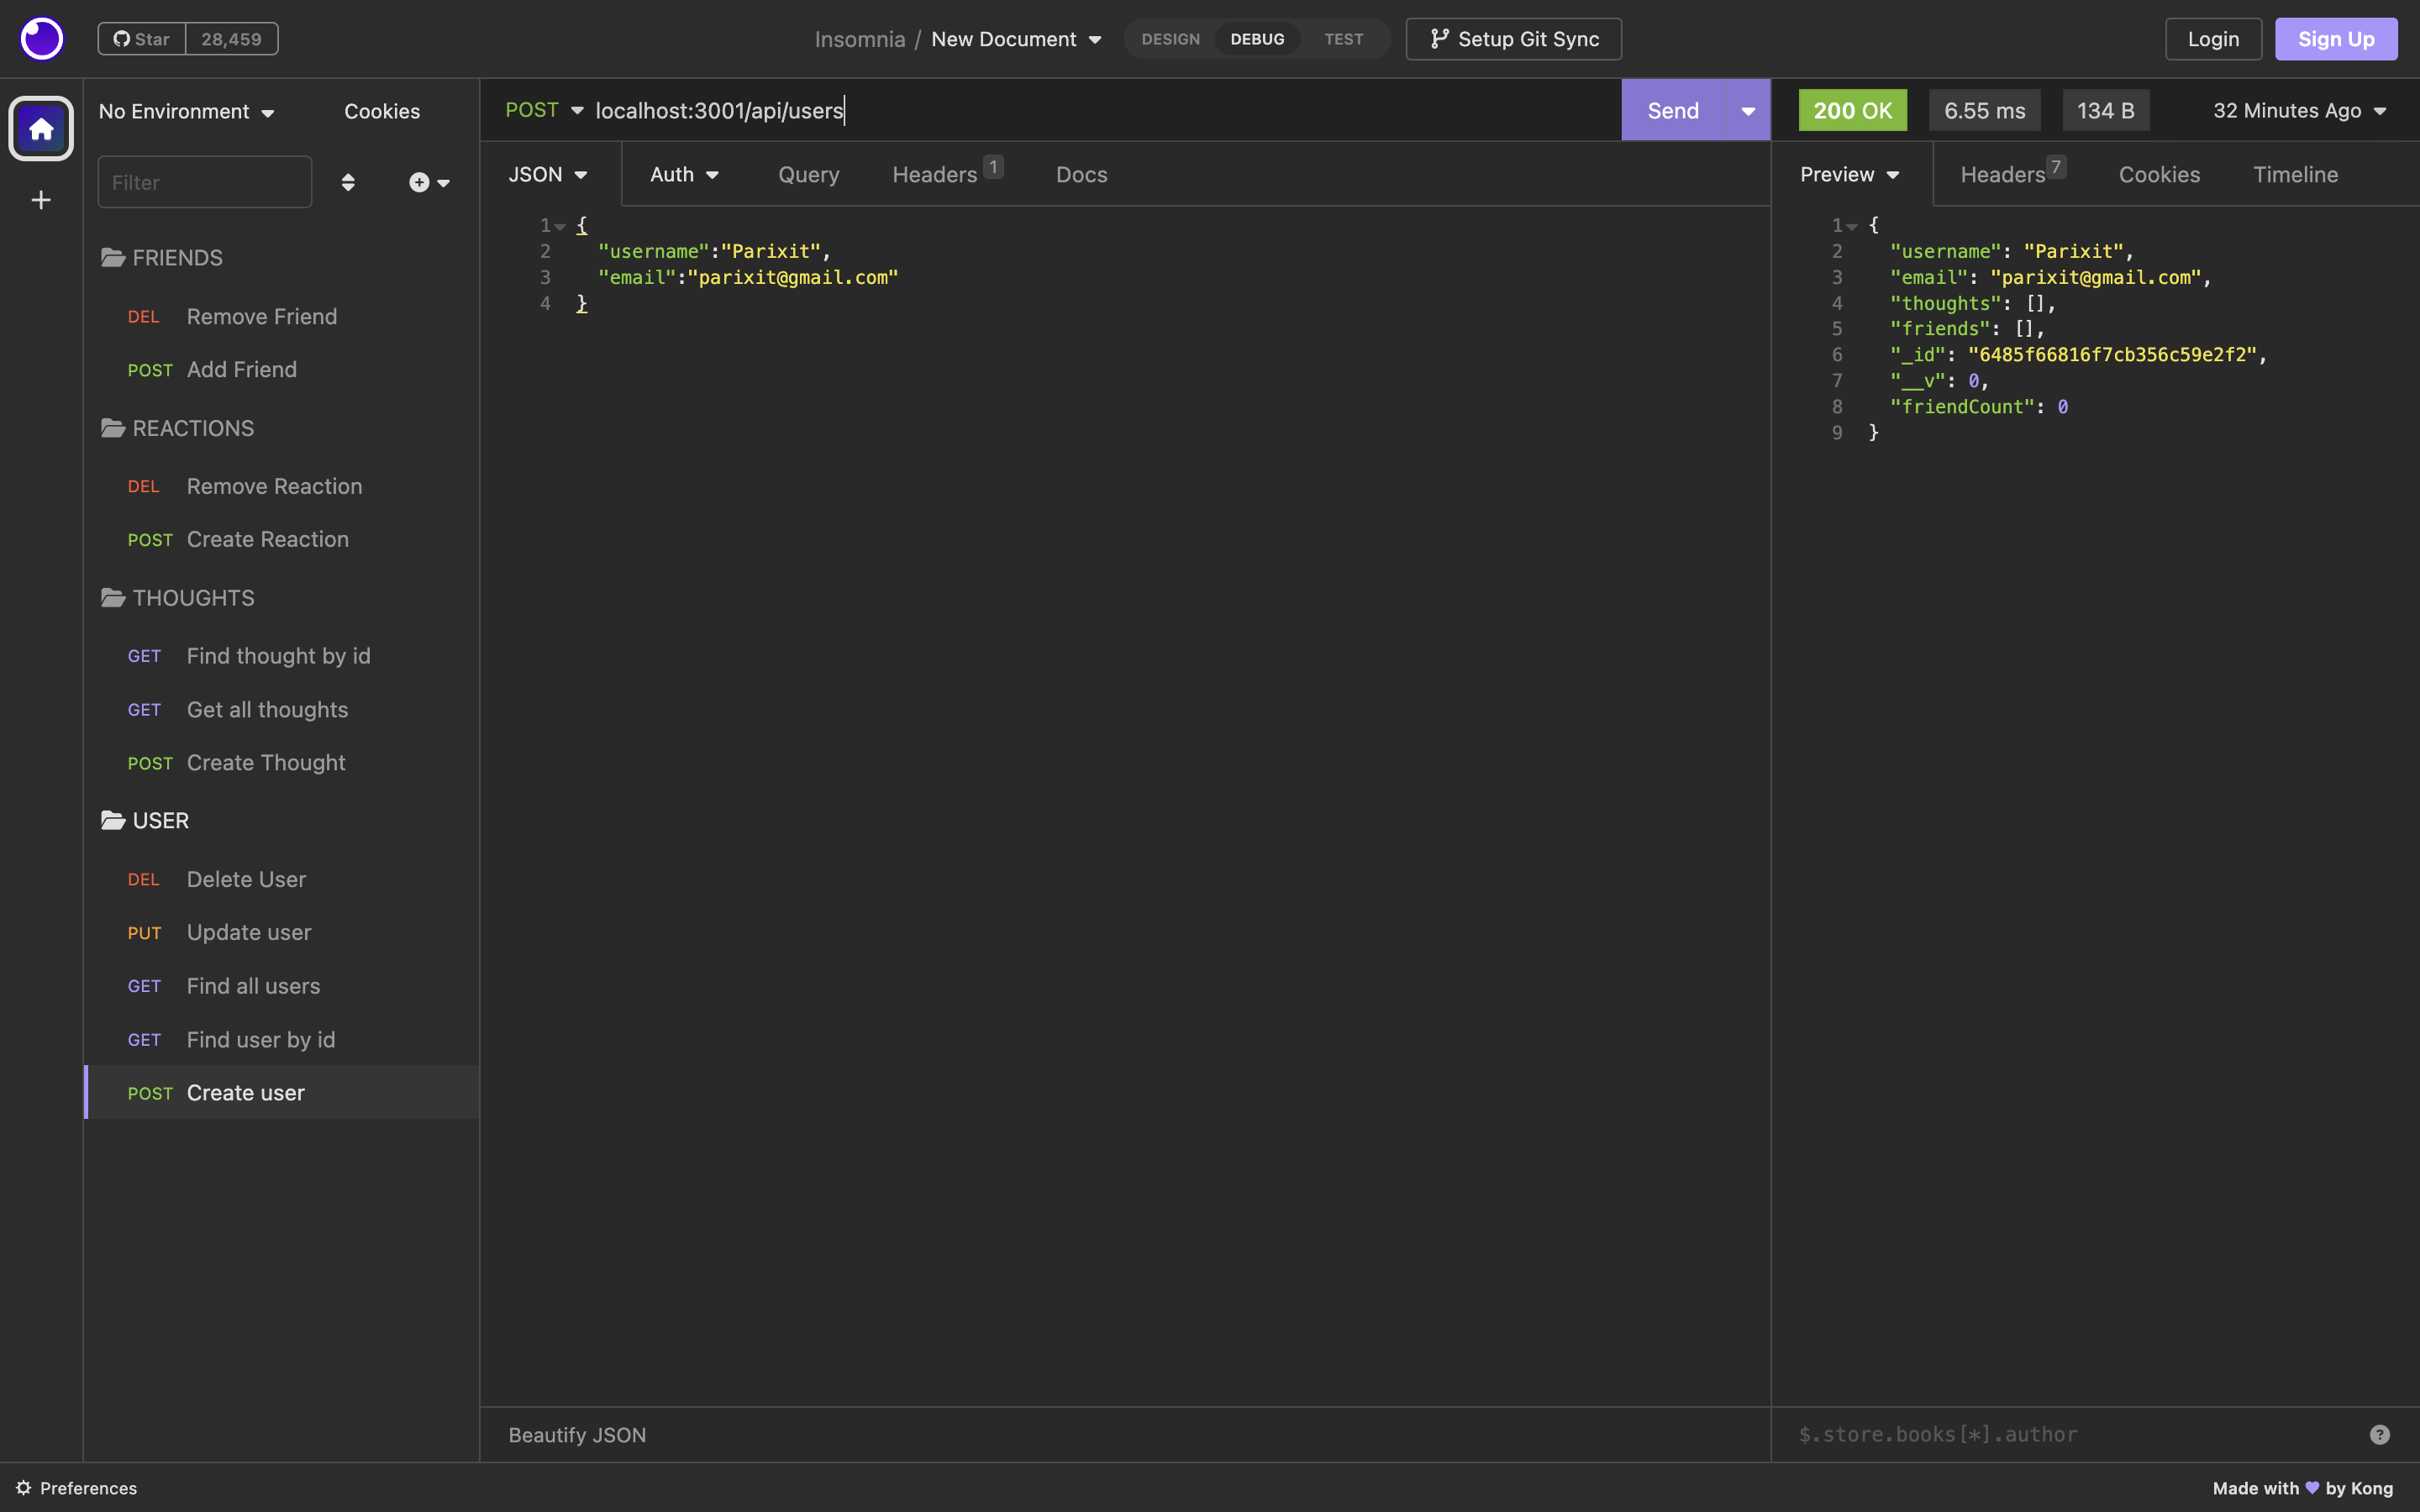 Star 28,459
Insomnia / New Document
DESIGN DEBUG TEST
Setup Git Sync
Login
Sign Up
No Environment
Cookies
Filter
FRIENDS
DEL Remove Friend
POST Add Friend
REACTIONS
DEL Remove Reaction
POST Create Reaction
THOUGHTS
GET Find thought by id
GET Get all thoughts
POST Create Thought
USER
DEL Delete User
PUT Update user
GET Find all users
GET Find user by id
POST Create user
POST localhost:3001/api/users
Send
JSON Auth Query Headers 1 Docs
1 {
2 "username":"Parixit",
3 "email":"parixit@gmail.com"
4 }
Beautify JSON
200 OK 6.55 ms 134 B 32 Minutes Ago
Preview Headers 7 Cookies Timeline
1 {
2 "username": "Parixit",
3 "email": "parixit@gmail.com",
4 "thoughts": [],
5 "friends": [],
6 "_id": "6485f66816f7cb356c59e2f2",
7 "__v": 0,
8 "friendCount": 0
9 }
$.store.books[*].author
?
Preferences
Made with 💜 by Kong